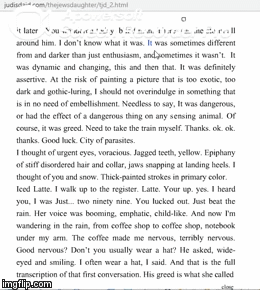 judisdaid.com/thejewsdaughter/tjd_2.html
it later
around him. I don't know what it was. It was sometimes different
from and darker than just enthusiasm, and sometimes it wasn't. It
was dynamic and changing, this and then that. It was definitely
assertive. At the risk of painting a picture that is too exotic, too
dark and gothic-luring, I should not overindulge in something that
is in no need of embellishment. Needless to say, It was dangerous,
or had the effect of a dangerous thing on any sensing animal. Of
course, it was greed. Need to take the train myself. Thanks. ok. ok.
thanks. Good luck. City of parasites.
I thought of urgent eyes, voracious. Jagged teeth, yellow. Epiphany
of stiff disordered hair and collar, jaws snapping at landing heels. I
thought of you and snow. Thick-painted strokes in primary color.
Iced Latte. I walk up to the register. Latte. Your up. yes. I heard
you, I was Just... two ninety nine. You lucked out. Just beat the
rain. Her voice was booming, emphatic, child-like. And now I'm
wandering in the rain, from coffee shop to coffee shop, notebook
under my arm. The coffee made me nervous, terribly nervous.
Good nervous? Don't you usually wear a hat? He asked, wide-
eyed and smiling. I often wear a hat, I said. And that is the full
transcription of that first conversation. His greed is what she called
along
imgflip.com